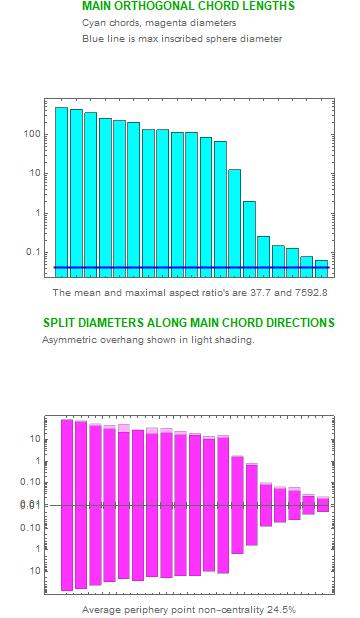 MAIN ORTHOGONAL CHORD LENGTHS
Cyan chords, magenta diameters
Blue line is max inscribed sphere diameter
100
10
1
0.1
The mean and maximal aspect ratio's are 37.7 and 7592.8
SPLIT DIAMETERS ALONG MAIN CHORD DIRECTIONS
Asymmetric overhang shown in light shading.
10
1
0.10
0.01
0.10
1
10
Average periphery point non-centrality 24.5%